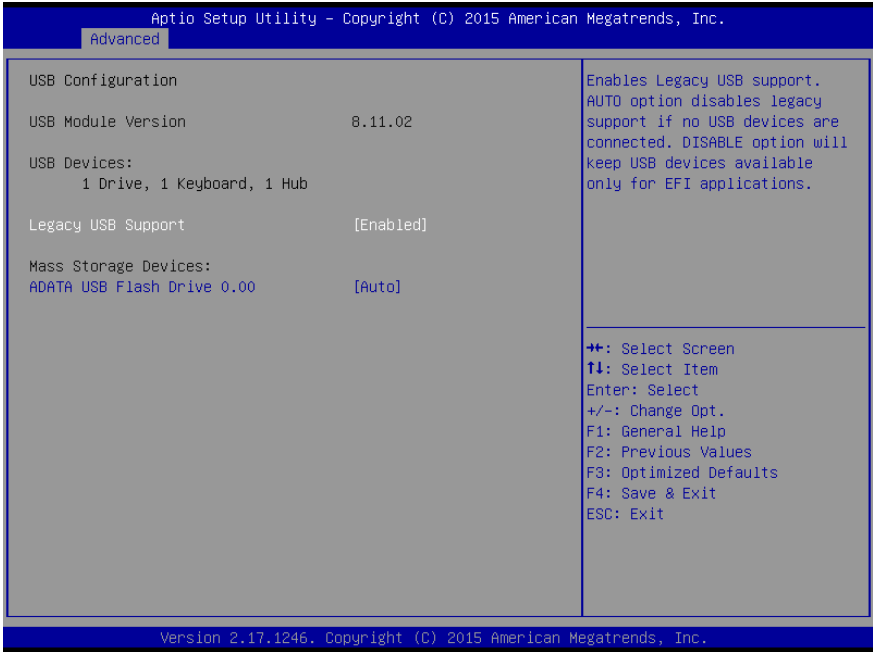 Aptio Setup Utility – Copyright (C) 2015 American Megatrends, Inc.
Advanced
USB Configuration
USB Module Version 8.11.02
USB Devices:
1 Drive, 1 Keyboard, 1 Hub
Legacy USB Support [Enabled]
Mass Storage Devices:
ADATA USB Flash Drive 0.00 [Auto]
Enables Legacy USB support.
AUTO option disables legacy
support if no USB devices are
connected. DISABLE option will
keep USB devices available
only for EFI applications.
→←: Select Screen
↑↓: Select Item
Enter: Select
+/-: Change Opt.
F1: General Help
F2: Previous Values
F3: Optimized Defaults
F4: Save & Exit
ESC: Exit
Version 2.17.1246. Copyright (C) 2015 American Megatrends, Inc.